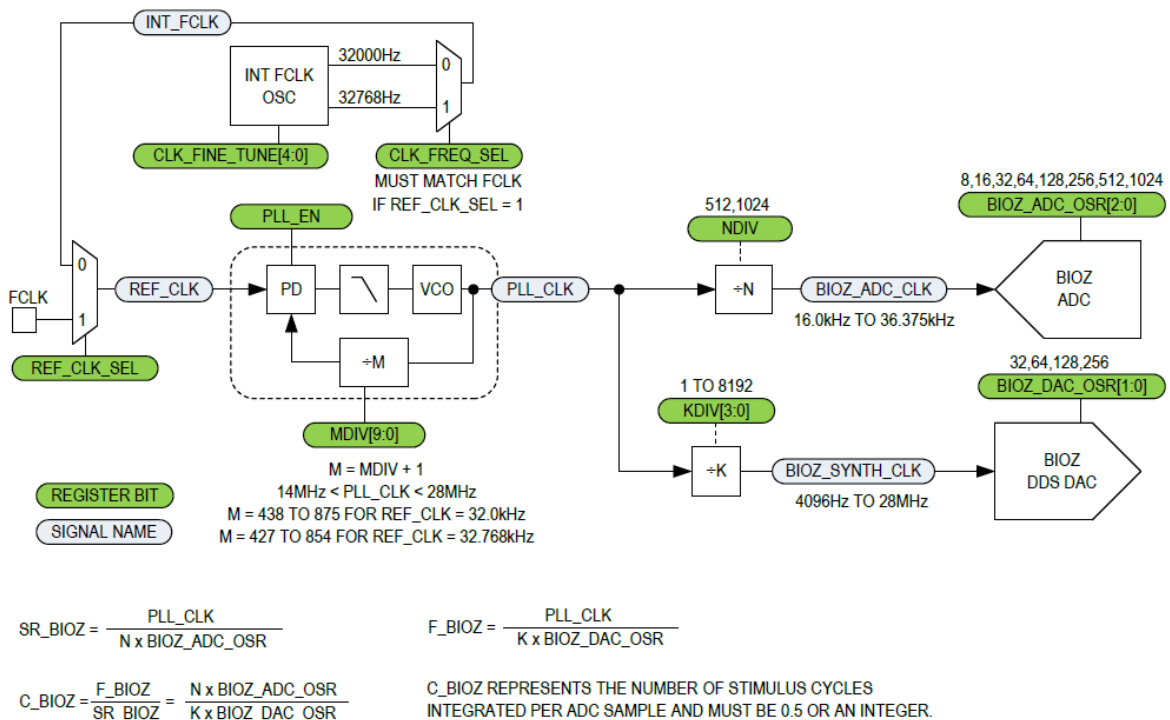 INT_FCLK
32000Hz
INT FCLK
OSC
0
32768Hz
1
CLK_FINE_TUNE[4:0]
CLK_FREQ_SEL
MUST MATCH FCLK
IF REF_CLK_SEL = 1
8,16,32,64,128,256,512,1024
BIOZ_ADC_OSR[2:0]
512,1024
NDIV
PLL_EN
0
FCLK
1
REF_CLK
PD
VCO
PLL_CLK
÷N
BIOZ_ADC_CLK
16.0kHz TO 36.375kHz
BIOZ
ADC
÷M
REF_CLK_SEL
32,64,128,256
BIOZ_DAC_OSR[1:0]
1 TO 8192
KDIV[3:0]
MDIV[9:0]
÷K
BIOZ_SYNTH_CLK
4096Hz TO 28MHz
BIOZ
DDS DAC
M = MDIV + 1
14MHz < PLL_CLK < 28MHz
M = 438 TO 875 FOR REF_CLK = 32.0kHz
M = 427 TO 854 FOR REF_CLK = 32.768kHz
REGISTER BIT
SIGNAL NAME
SR_BIOZ = PLL_CLK / N x BIOZ_ADC_OSR
F_BIOZ = PLL_CLK / K x BIOZ_DAC_OSR
C_BIOZ = F_BIOZ / SR_BIOZ = N x BIOZ_ADC_OSR / K x BIOZ_DAC_OSR
C_BIOZ REPRESENTS THE NUMBER OF STIMULUS CYCLES
INTEGRATED PER ADC SAMPLE AND MUST BE 0.5 OR AN INTEGER.